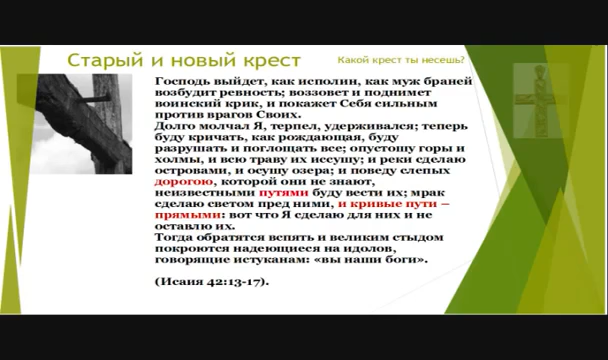 Старый и новый крест
Какой крест ты несешь?
Господь выйдет, как исполин, как муж браней
возбудит ревность; воззовет и поднимет
воинский крик, и покажет Себя сильным
против врагов Своих.
Долго молчал Я, терпел, удерживался; теперь
буду кричать, как рождающая, буду
разрушать и поглощать все; опустошу горы и
холмы, и всю траву их иссушу; и реки сделаю
островами, и осушу озера; и поведу слепых
дорогою, которой они не знают,
неизвестными путями буду вести их; мрак
сделаю светом пред ними, и кривые пути –
прямыми: вот что Я сделаю для них и не
оставлю их.
Тогда обратятся вспять и великим стыдом
покроются надеющиеся на идолов,
говорящие истуканам: «вы наши боги».
(Исаия 42:13-17).